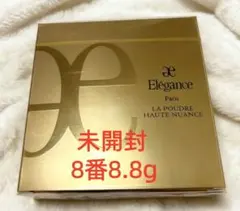 æ
Elégance
Paris
LA POUDRE
HAUTE NUANCE
未開封
8番8.8g